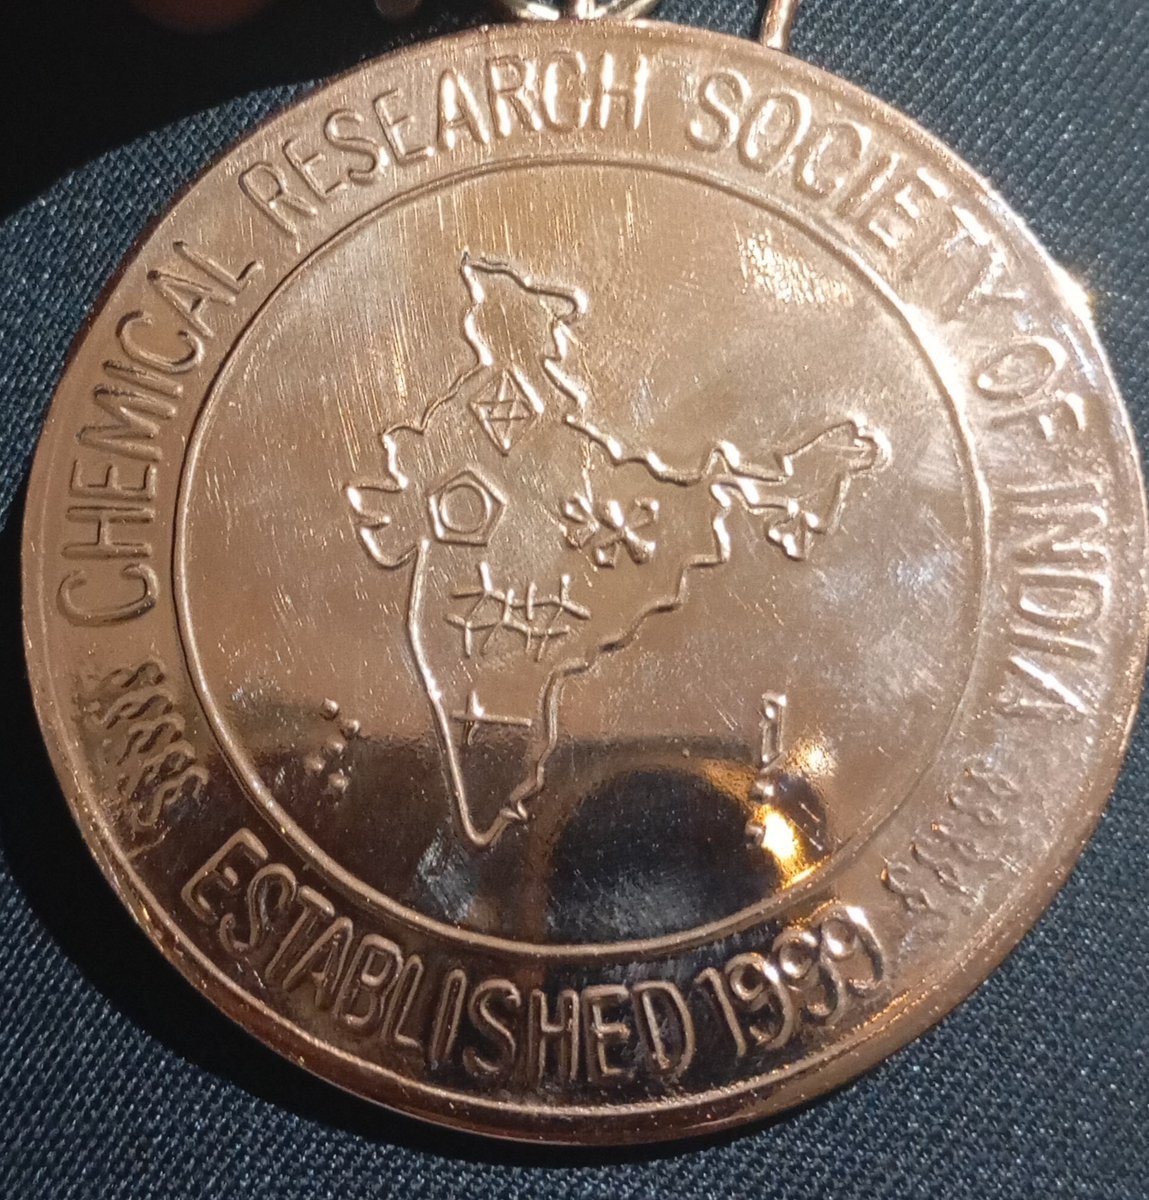 CHEMICAL RESEARCH SOCIETY OF INDIA
ESTABLISHED 1999